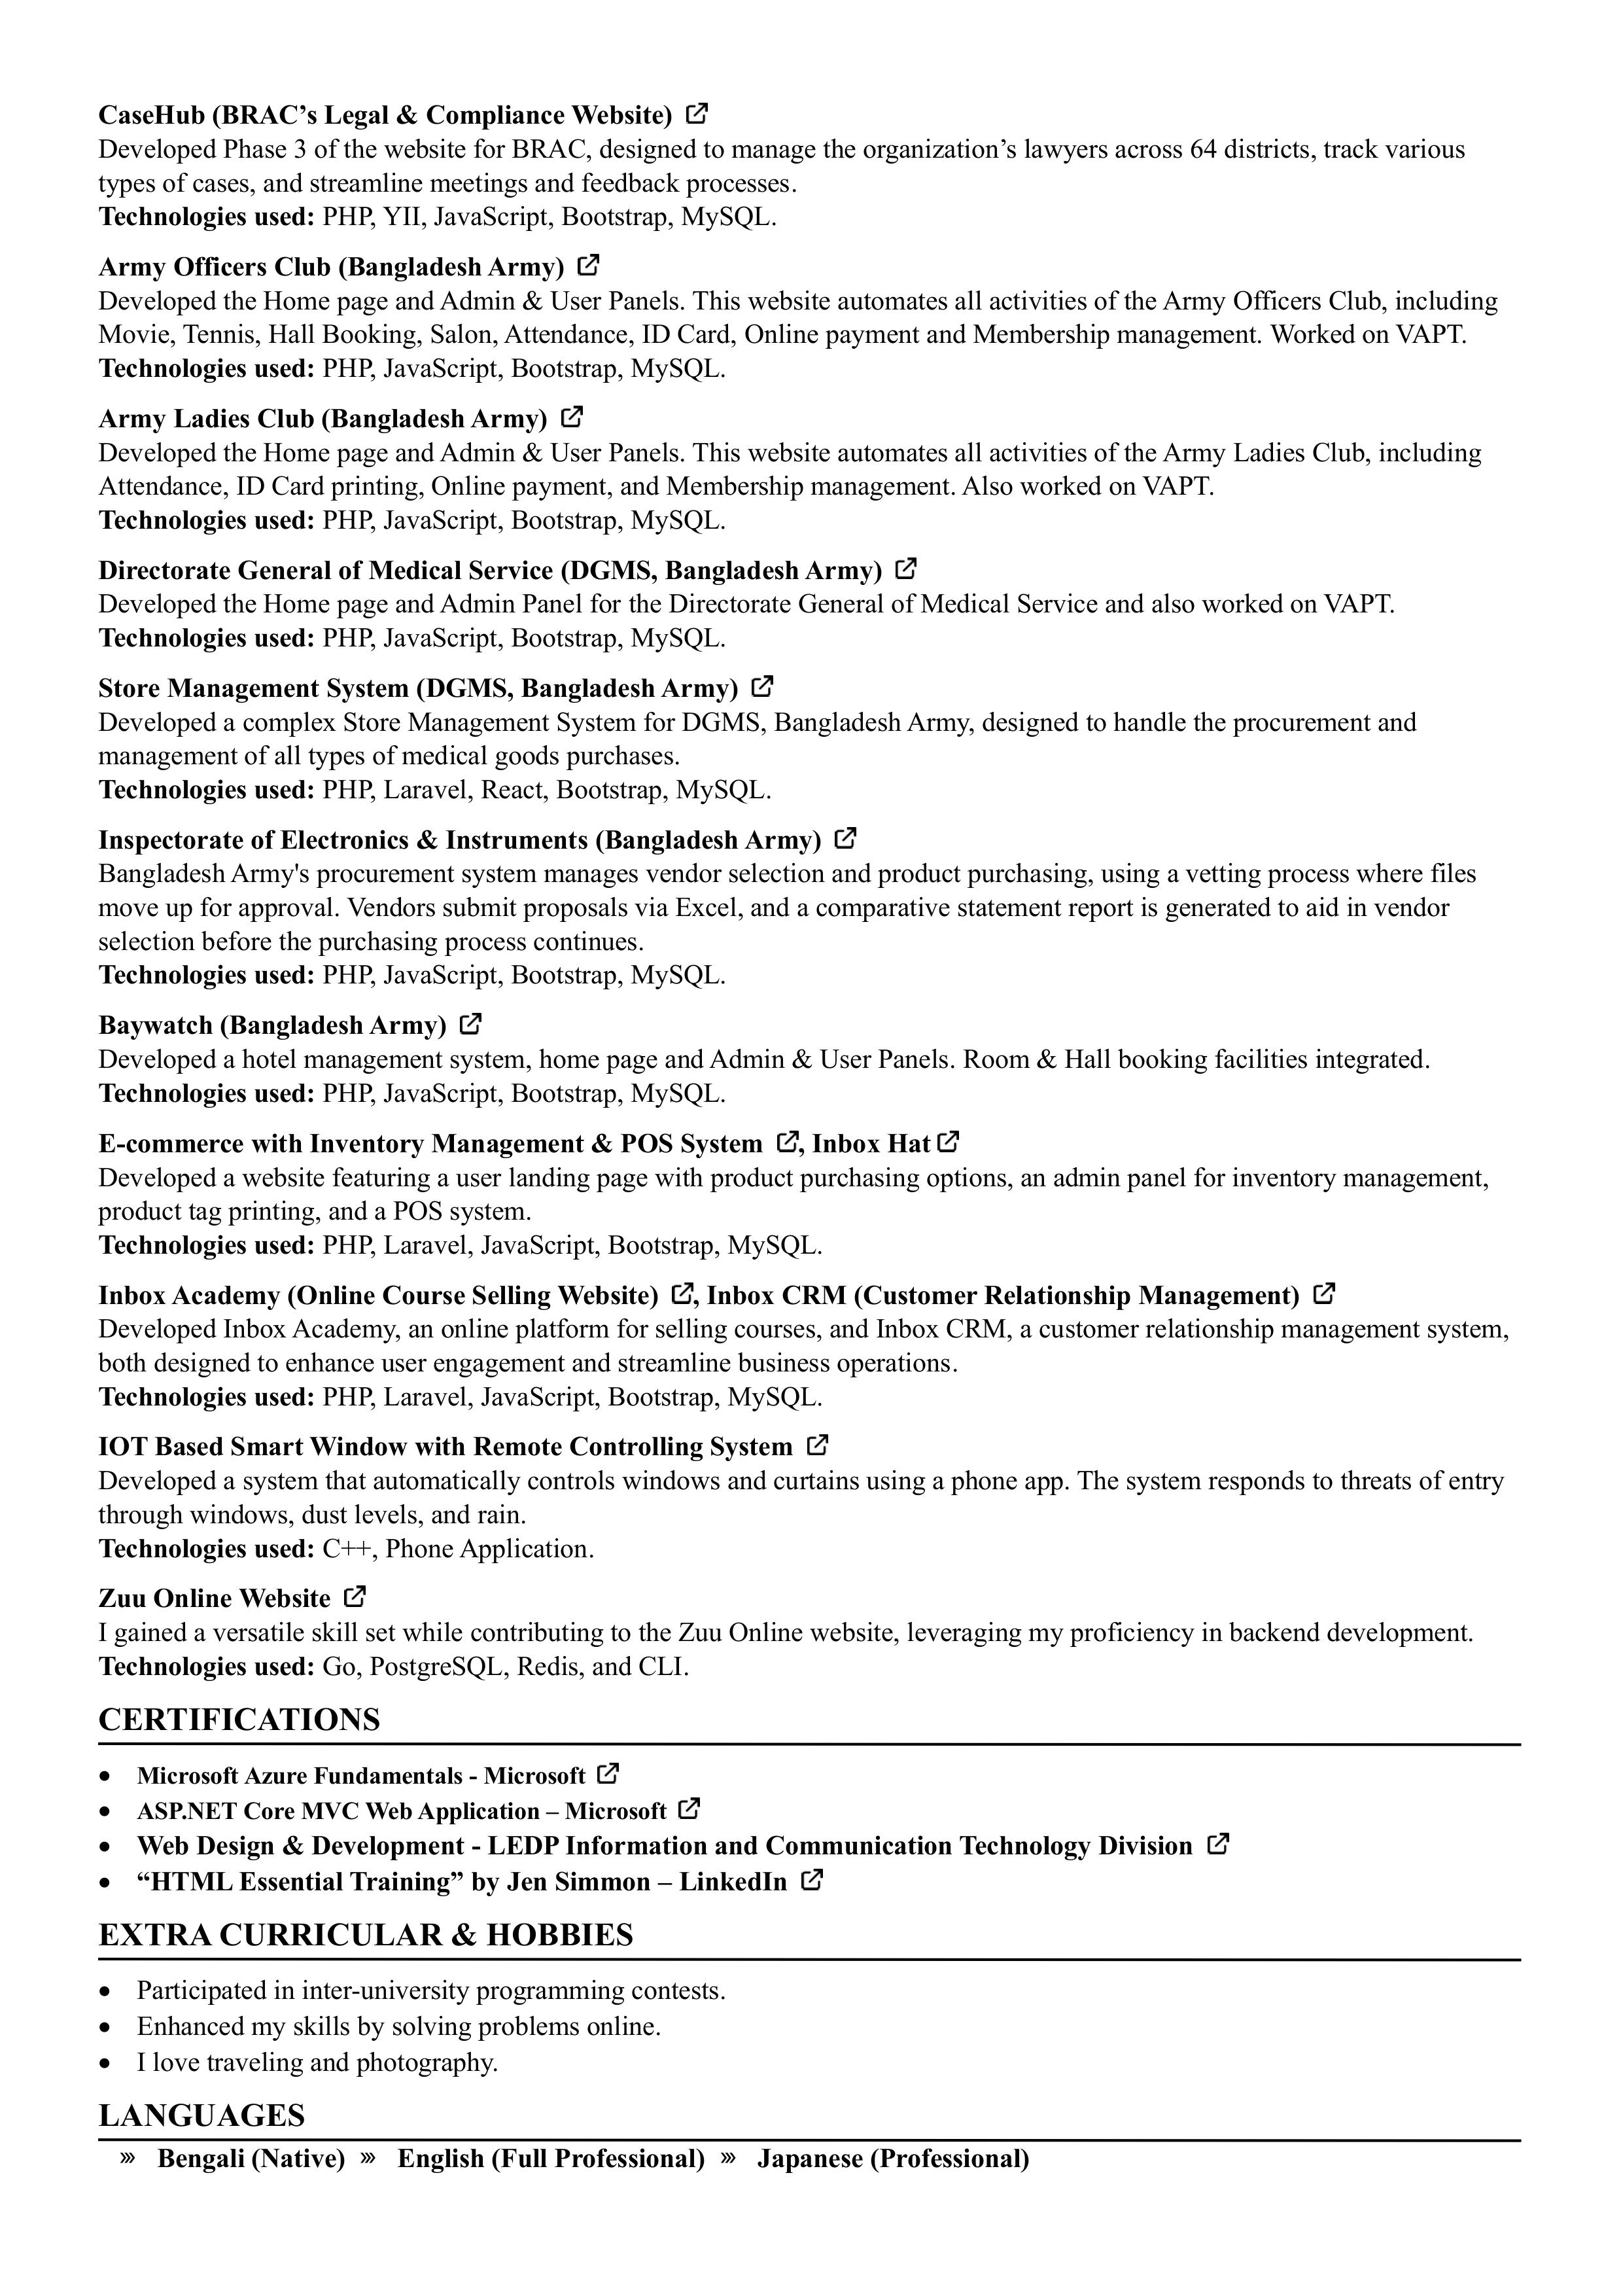 CaseHub (BRAC’s Legal & Compliance Website)
Developed Phase 3 of the website for BRAC, designed to manage the organization’s lawyers across 64 districts, track various
types of cases, and streamline meetings and feedback processes.
Technologies used: PHP, YII, JavaScript, Bootstrap, MySQL.
Army Officers Club (Bangladesh Army)
Developed the Home page and Admin & User Panels. This website automates all activities of the Army Officers Club, including
Movie, Tennis, Hall Booking, Salon, Attendance, ID Card, Online payment and Membership management. Worked on VAPT.
Technologies used: PHP, JavaScript, Bootstrap, MySQL.
Army Ladies Club (Bangladesh Army)
Developed the Home page and Admin & User Panels. This website automates all activities of the Army Ladies Club, including
Attendance, ID Card printing, Online payment, and Membership management. Also worked on VAPT.
Technologies used: PHP, JavaScript, Bootstrap, MySQL.
Directorate General of Medical Service (DGMS, Bangladesh Army)
Developed the Home page and Admin Panel for the Directorate General of Medical Service and also worked on VAPT.
Technologies used: PHP, JavaScript, Bootstrap, MySQL.
Store Management System (DGMS, Bangladesh Army)
Developed a complex Store Management System for DGMS, Bangladesh Army, designed to handle the procurement and
management of all types of medical goods purchases.
Technologies used: PHP, Laravel, React, Bootstrap, MySQL.
Inspectorate of Electronics & Instruments (Bangladesh Army)
Bangladesh Army's procurement system manages vendor selection and product purchasing, using a vetting process where files
move up for approval. Vendors submit proposals via Excel, and a comparative statement report is generated to aid in vendor
selection before the purchasing process continues.
Technologies used: PHP, JavaScript, Bootstrap, MySQL.
Baywatch (Bangladesh Army)
Developed a hotel management system, home page and Admin & User Panels. Room & Hall booking facilities integrated.
Technologies used: PHP, JavaScript, Bootstrap, MySQL.
E-commerce with Inventory Management & POS System , Inbox Hat
Developed a website featuring a user landing page with product purchasing options, an admin panel for inventory management,
product tag printing, and a POS system.
Technologies used: PHP, Laravel, JavaScript, Bootstrap, MySQL.
Inbox Academy (Online Course Selling Website) , Inbox CRM (Customer Relationship Management)
Developed Inbox Academy, an online platform for selling courses, and Inbox CRM, a customer relationship management system,
both designed to enhance user engagement and streamline business operations.
Technologies used: PHP, Laravel, JavaScript, Bootstrap, MySQL.
IOT Based Smart Window with Remote Controlling System
Developed a system that automatically controls windows and curtains using a phone app. The system responds to threats of entry
through windows, dust levels, and rain.
Technologies used: C++, Phone Application.
Zuu Online Website
I gained a versatile skill set while contributing to the Zuu Online website, leveraging my proficiency in backend development.
Technologies used: Go, PostgreSQL, Redis, and CLI.
CERTIFICATIONS
• Microsoft Azure Fundamentals - Microsoft
• ASP.NET Core MVC Web Application – Microsoft
• Web Design & Development - LEDP Information and Communication Technology Division
• “HTML Essential Training” by Jen Simmon – LinkedIn
EXTRA CURRICULAR & HOBBIES
• Participated in inter-university programming contests.
• Enhanced my skills by solving problems online.
• I love traveling and photography.
LANGUAGES
⋙ Bengali (Native) ⋙ English (Full Professional) ⋙ Japanese (Professional)